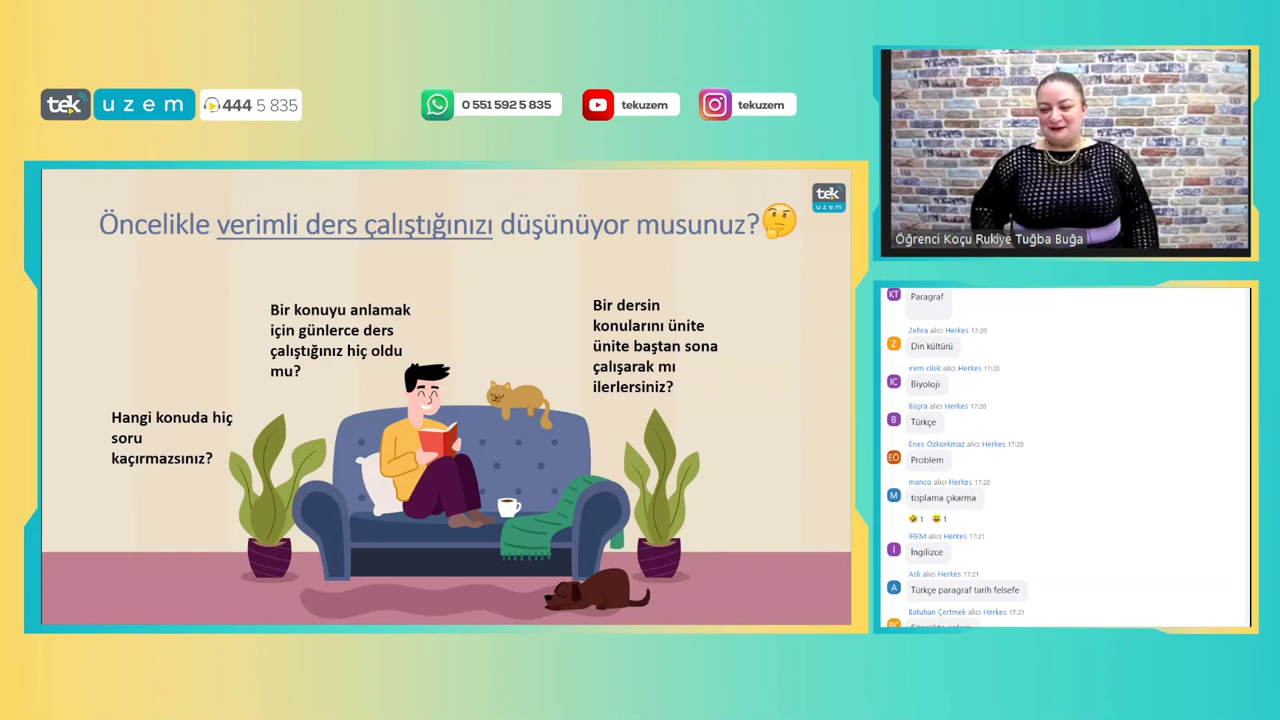 tek uzem 444 5 835
0 551 592 5 835
tekuzem
tekuzem
tek
uzem
Öncelikle verimli ders çalıştığınızı düşünüyor musunuz?
Bir konuyu anlamak
için günlerce ders
çalıştığınız hiç oldu
mu?
Bir dersin
konularını ünite
ünite baştan sona
çalışarak mı
ilerlersiniz?
Hangi konuda hiç
soru
kaçırmazsınız?
Öğrenci Koçu Rukiye Tuğba Buğa
KT
Paragraf
Zehra alıcı Herkes 17:20
Z
Din kültürü
irem cilek alıcı Herkes 17:20
IC
Biyoloji
Büşra alıcı Herkes 17:20
B
Türkçe
Enes Özkorkmaz alıcı Herkes 17:20
EÖ
Problem
manco alıcı Herkes 17:20
M
toplama çıkarma
1 1
İREM alıcı Herkes 17:21
I
İngilizce
Asli alıcı Herkes 17:21
A
Türkçe paragraf tarih felsefe
Batuhan Çertmek alıcı Herkes 17:21
BÇ